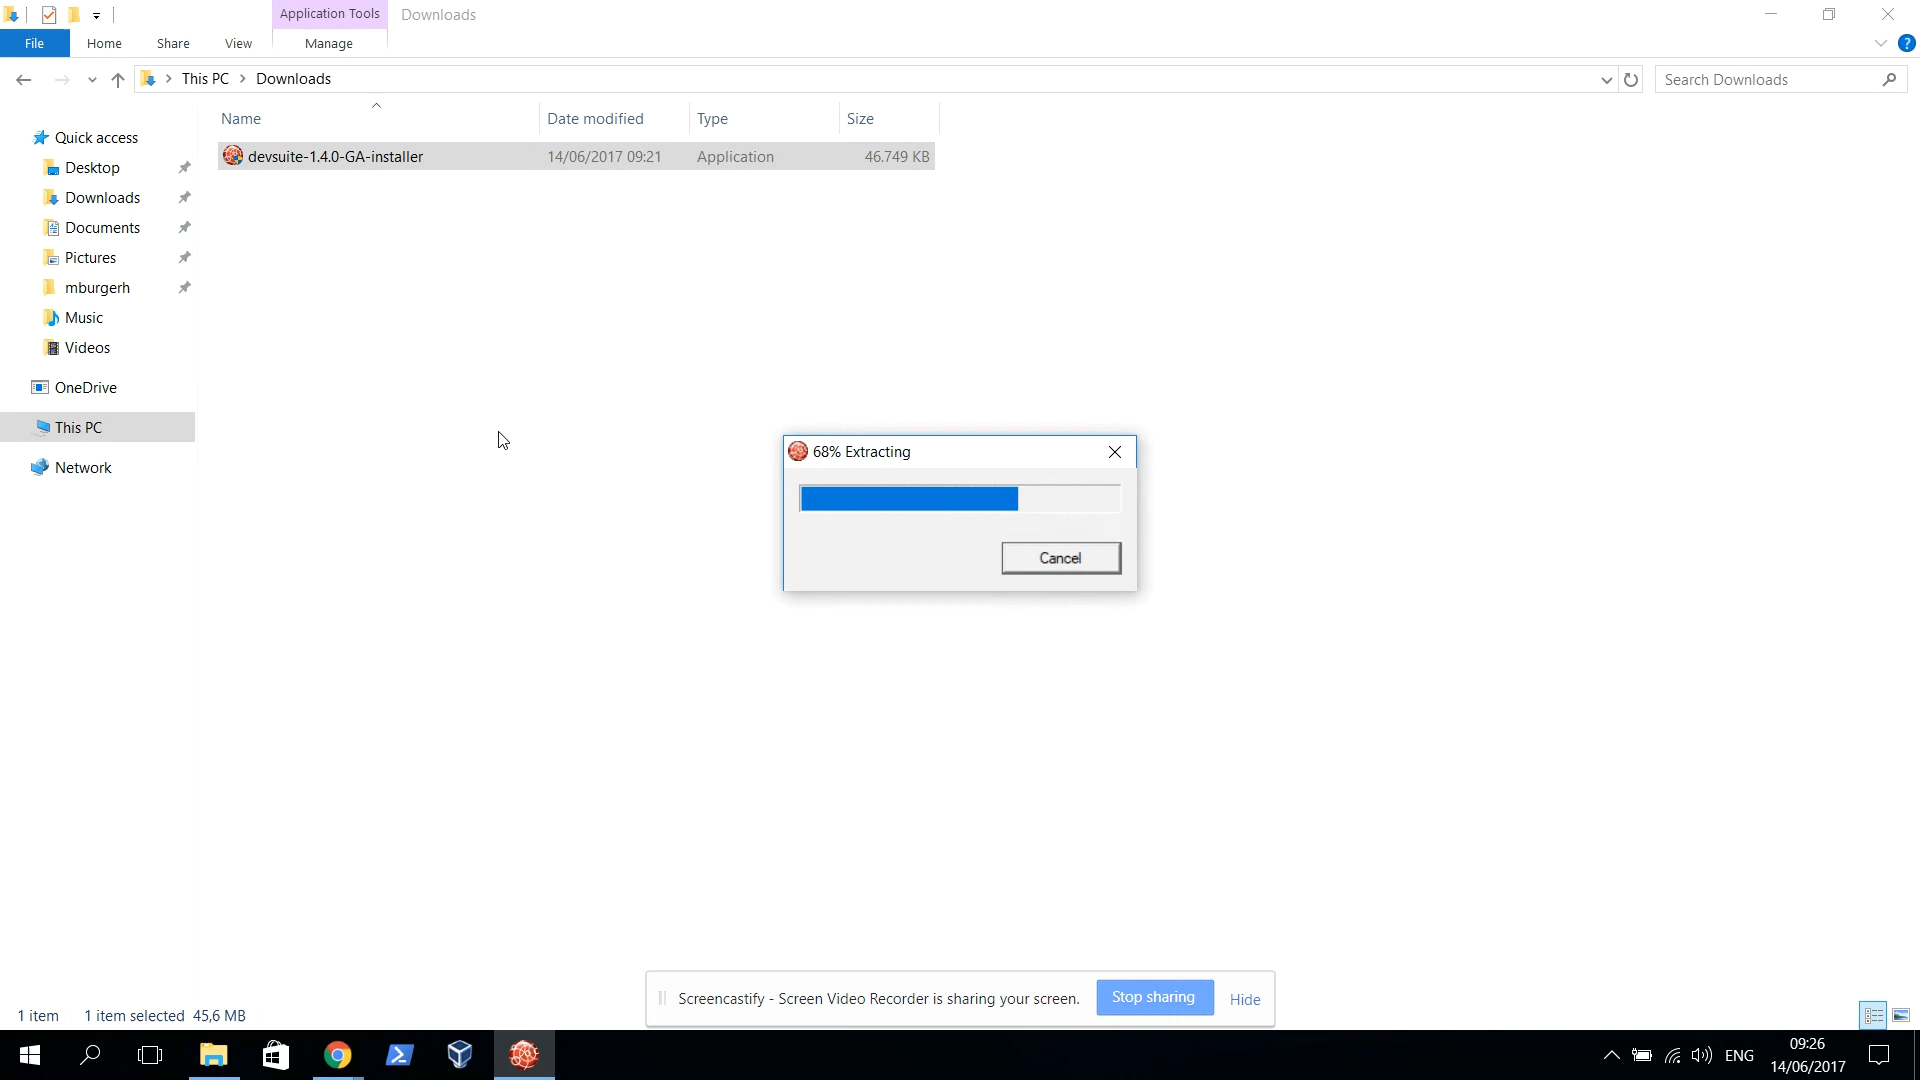 Application Tools Downloads
File Home Share View Manage
This PC Downloads Search Downloads
Name Date modified Type Size
Quick access
devsuite-1.4.0-GA-installer 14/06/2017 09:21 Application 46.749 KB
Desktop
Downloads
Documents
Pictures
mburgerh
Music
Videos
OneDrive
This PC
Network
68% Extracting
Cancel
Screencastify - Screen Video Recorder is sharing your screen. Stop sharing Hide
1 item 1 item selected 45,6 MB
ENG
09:26
14/06/2017